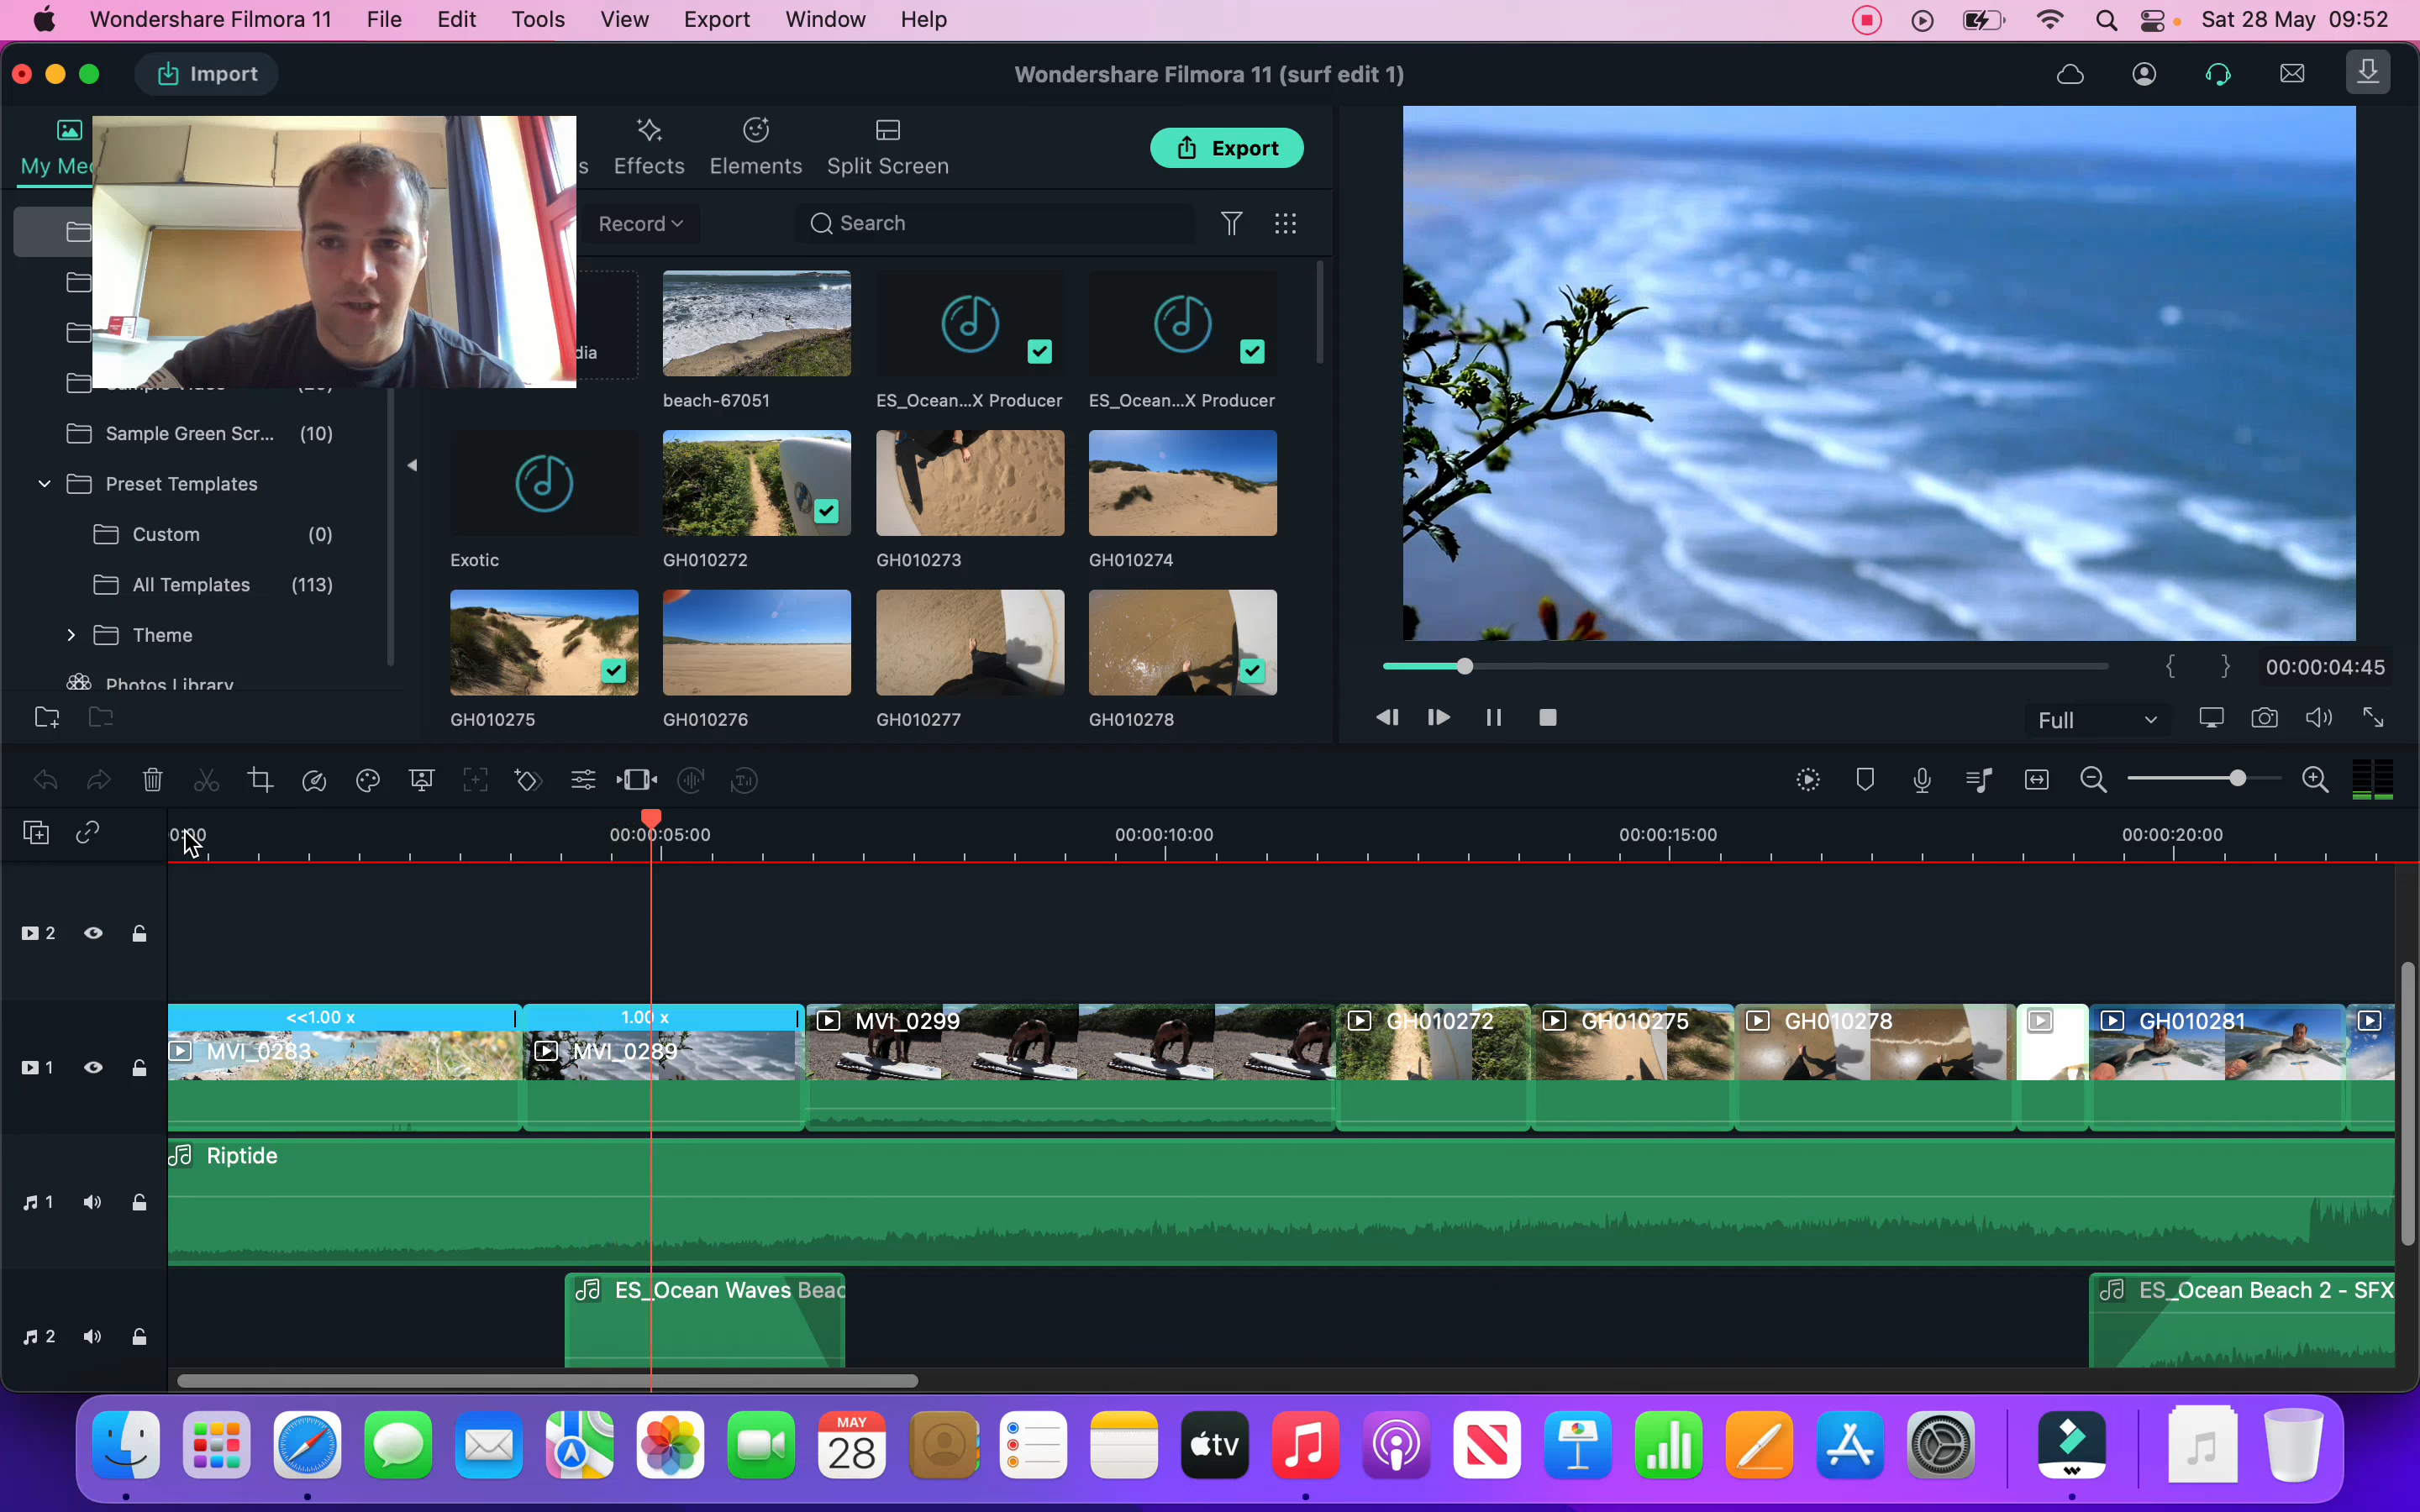 Wondershare Filmora 11 File Edit Tools View Export Window Help
Sat 28 May 09:52
Import
Wondershare Filmora 11 (surf edit 1)
Effects Elements Split Screen
Export
Record
Search
beach-67051
ES_Ocean...X Producer
ES_Ocean...X Producer
Sample Green Scr... (10)
Preset Templates
Custom (0)
All Templates (113)
Theme
Photos Library
Exotic
GH010272
GH010273
GH010274
GH010275
GH010276
GH010277
GH010278
00:00:04:45
Full
00:00:05:00
00:00:10:00
00:00:15:00
00:00:20:00
2
<<1.00 x
1.00 x
MVI_0283
MVI_0289
MVI_0299
GH010272
GH010275
GH010278
GH010281
1
Riptide
1
ES_Ocean Waves Beac
ES_Ocean Beach 2 - SFX
2
MAY
28
tv